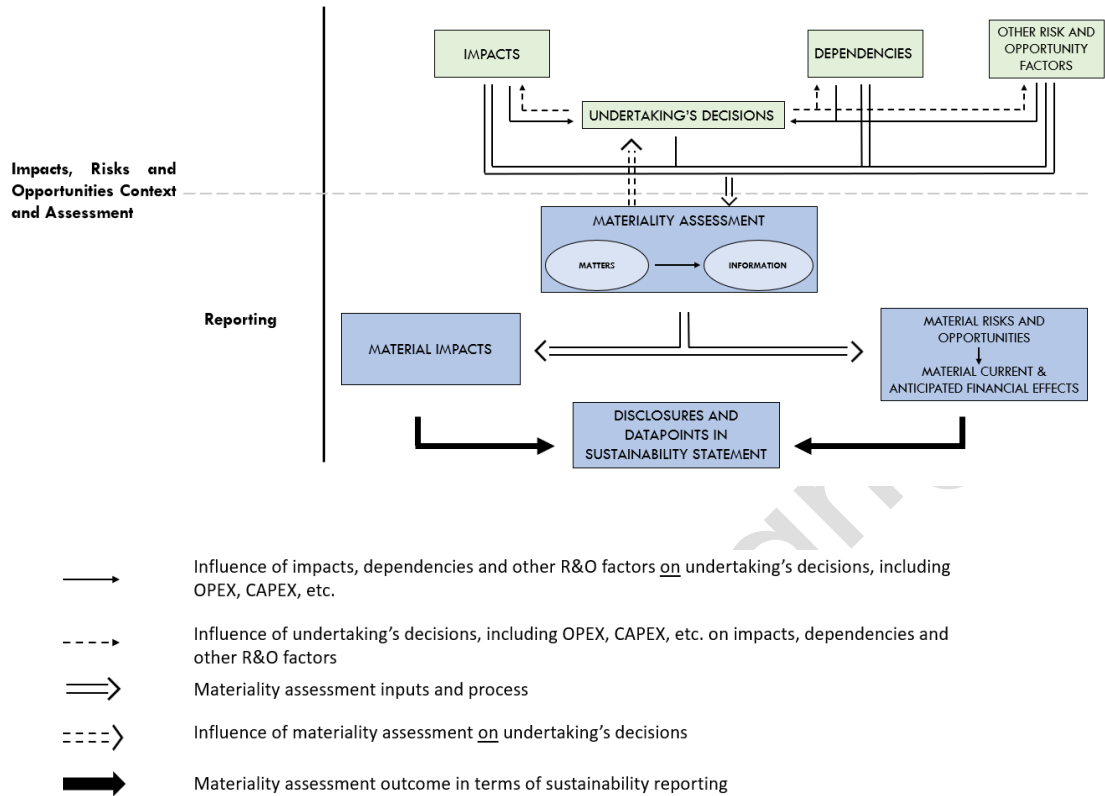 IMPACTS
DEPENDENCIES
OTHER RISK AND
OPPORTUNITY
FACTORS
UNDERTAKING'S DECISIONS
Impacts, Risks and
Opportunities Context
and Assessment
MATERIALITY ASSESSMENT
MATTERS
INFORMATION
Reporting
MATERIAL IMPACTS
MATERIAL RISKS AND
OPPORTUNITIES
MATERIAL CURRENT &
ANTICIPATED FINANCIAL EFFECTS
DISCLOSURES AND
DATAPOINTS IN
SUSTAINABILITY STATEMENT
Influence of impacts, dependencies and other R&O factors on undertaking's decisions, including
OPEX, CAPEX, etc.
Influence of undertaking's decisions, including OPEX, CAPEX, etc. on impacts, dependencies and
other R&O factors
Materiality assessment inputs and process
Influence of materiality assessment on undertaking's decisions
Materiality assessment outcome in terms of sustainability reporting